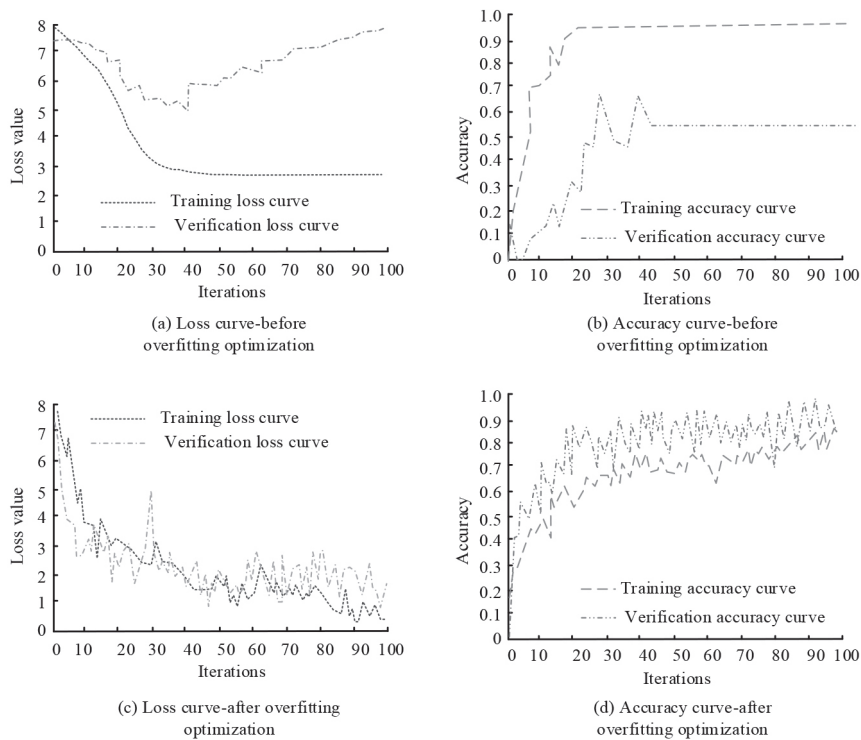 8
7
6
5
4
3
2
1
0
Loss value
Training loss curve
Verification loss curve
0 10 20 30 40 50 60 70 80 90 100
Iterations
(a) Loss curve-before
overfitting optimization
1.0
0.9
0.8
0.7
0.6
0.5
0.4
0.3
0.2
0.1
0
Accuracy
Training accuracy curve
Verification accuracy curve
0 10 20 30 40 50 60 70 80 90 100
Iterations
(b) Accuracy curve-before
overfitting optimization
8
7
6
5
4
3
2
1
0
Loss value
Training loss curve
Verification loss curve
0 10 20 30 40 50 60 70 80 90 100
Iterations
(c) Loss curve-after overfitting
optimization
1.0
0.9
0.8
0.7
0.6
0.5
0.4
0.3
0.2
0.1
0
Accuracy
Training accuracy curve
Verification accuracy curve
0 10 20 30 40 50 60 70 80 90 100
Iterations
(d) Accuracy curve-after
overfitting optimization